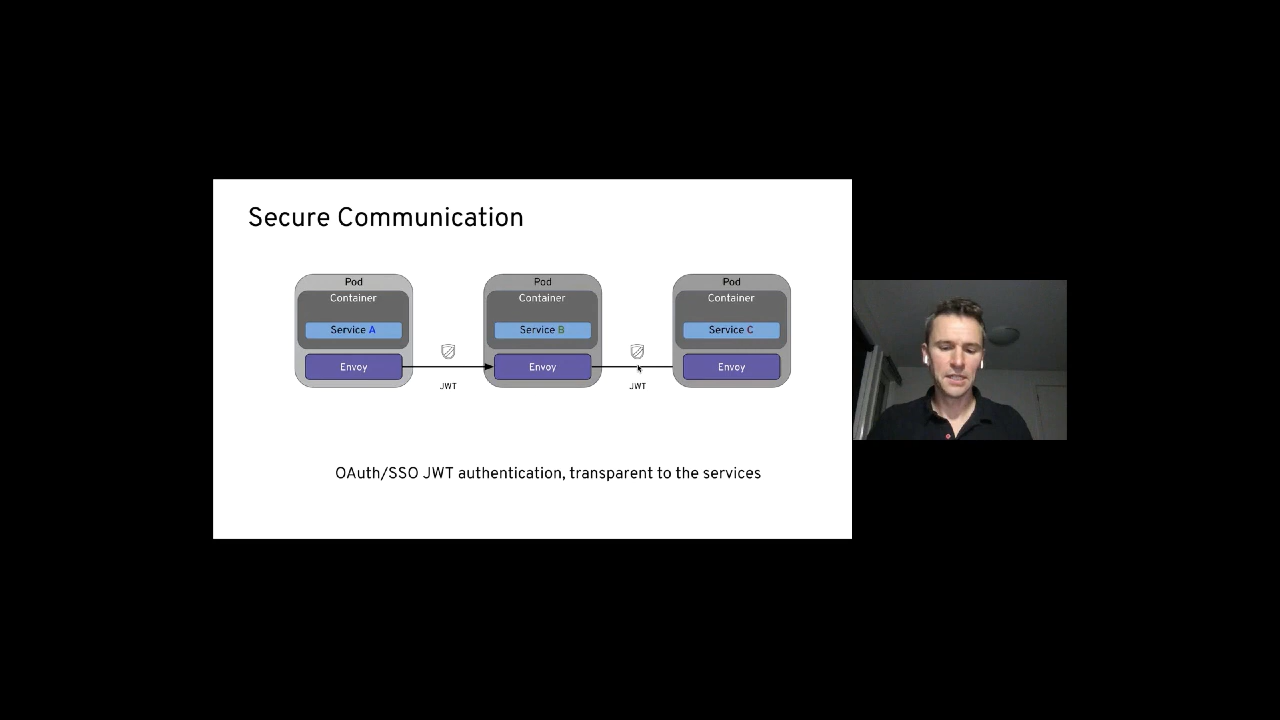 Secure Communication
Pod
Container
Service A
Envoy
JWT
Pod
Container
Service B
Envoy
JWT
Pod
Container
Service C
Envoy
OAuth/SSO JWT authentication, transparent to the services